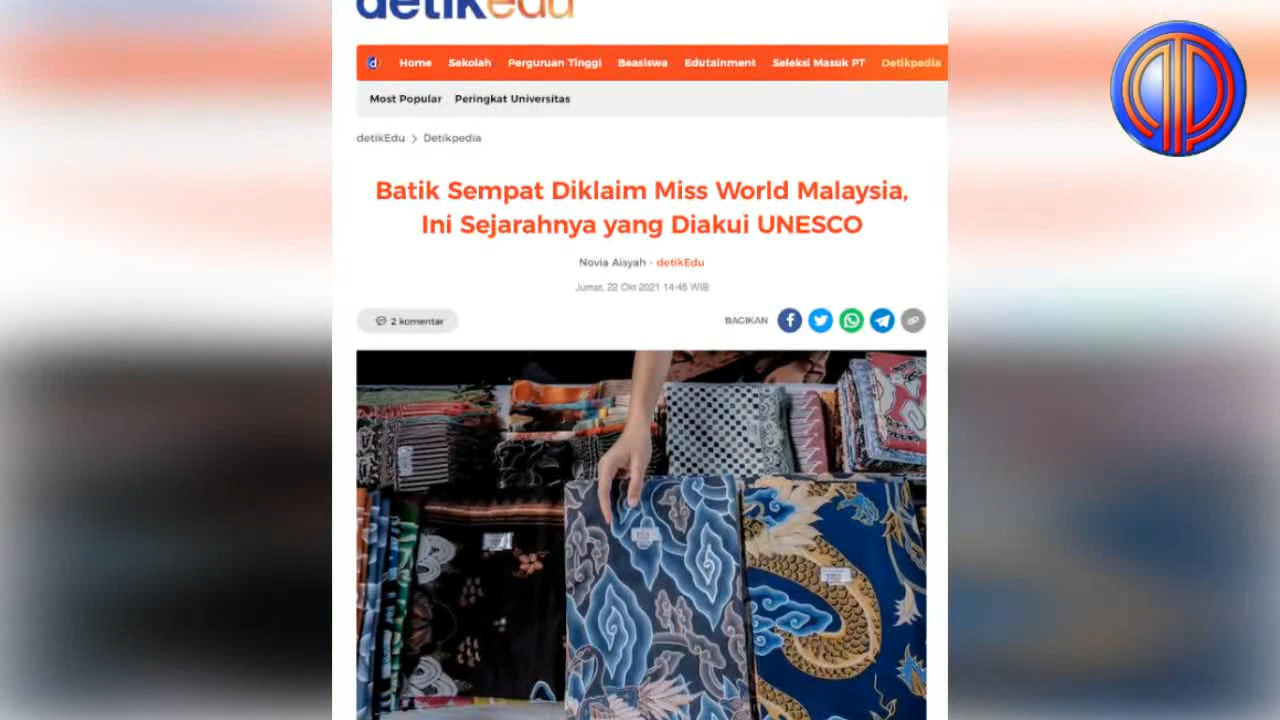 detikedu
Home Sekolah Perguruan Tinggi Beasiswa Edutainment Seleksi Masuk PT Detikpedia
Most Popular Peringkat Universitas
detikEdu > Detikpedia
Batik Sempat Diklaim Miss World Malaysia,
Ini Sejarahnya yang Diakui UNESCO
Novia Aisyah - detikEdu
Jumat, 22 Okt 2021 14:45 WIB
2 komentar
BAGIKAN